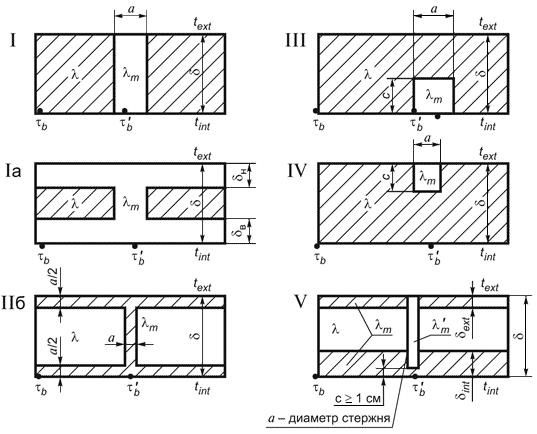 I
a
t_ext
λ
λ_m
δ
τ_b
τ'_b
t_int
III
t_ext
λ
c
a
λ_m
δ
τ_b
τ'_b
t_int
Iа
t_ext
λ
δ
δ_н
δ_в
τ_b
τ'_b
t_int
IV
a
t_ext
c
λ_m
λ
δ
τ_b
τ'_b
t_int
IIб
a/2
t_ext
a
λ_m
λ
δ
a/2
τ_b
τ'_b
t_int
V
t_ext
λ
λ_m
λ'_m
δ_ext
δ
δ_int
τ_b
τ'_b
t_int
c ≥ 1 см
a – диаметр стержня